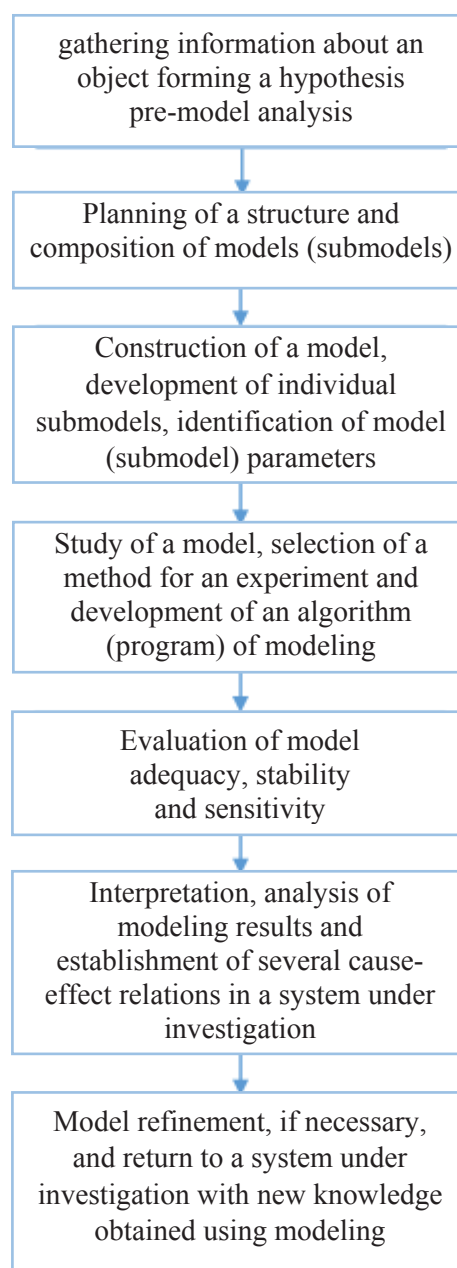 gathering information about an
object forming a hypothesis
pre-model analysis
Planning of a structure and
composition of models (submodels)
Construction of a model,
development of individual
submodels, identification of model
(submodel) parameters
Study of a model, selection of a
method for an experiment and
development of an algorithm
(program) of modeling
Evaluation of model
adequacy, stability
and sensitivity
Interpretation, analysis of
modeling results and
establishment of several cause-
effect relations in a system under
investigation
Model refinement, if necessary,
and return to a system under
investigation with new knowledge
obtained using modeling